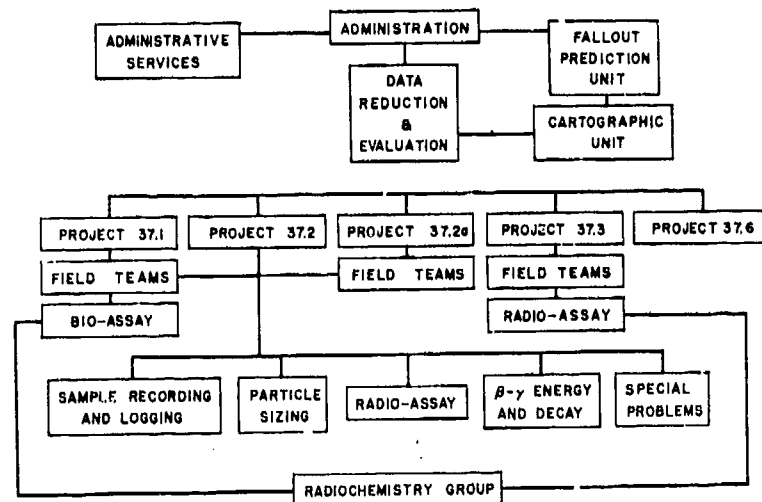 ADMINISTRATIVE
SERVICES
ADMINISTRATION
FALLOUT
PREDICTION
UNIT
DATA
REDUCTION
&
EVALUATION
CARTOGRAPHIC
UNIT
PROJECT 37.1
PROJECT 37.2
PROJECT 37.2a
PROJECT 37.3
PROJECT 37.6
FIELD TEAMS
FIELD TEAMS
FIELD TEAMS
BIO-ASSAY
RADIO-ASSAY
SAMPLE RECORDING
AND LOGGING
PARTICLE
SIZING
RADIO-ASSAY
β-γ ENERGY
AND DECAY
SPECIAL
PROBLEMS
RADIOCHEMISTRY GROUP